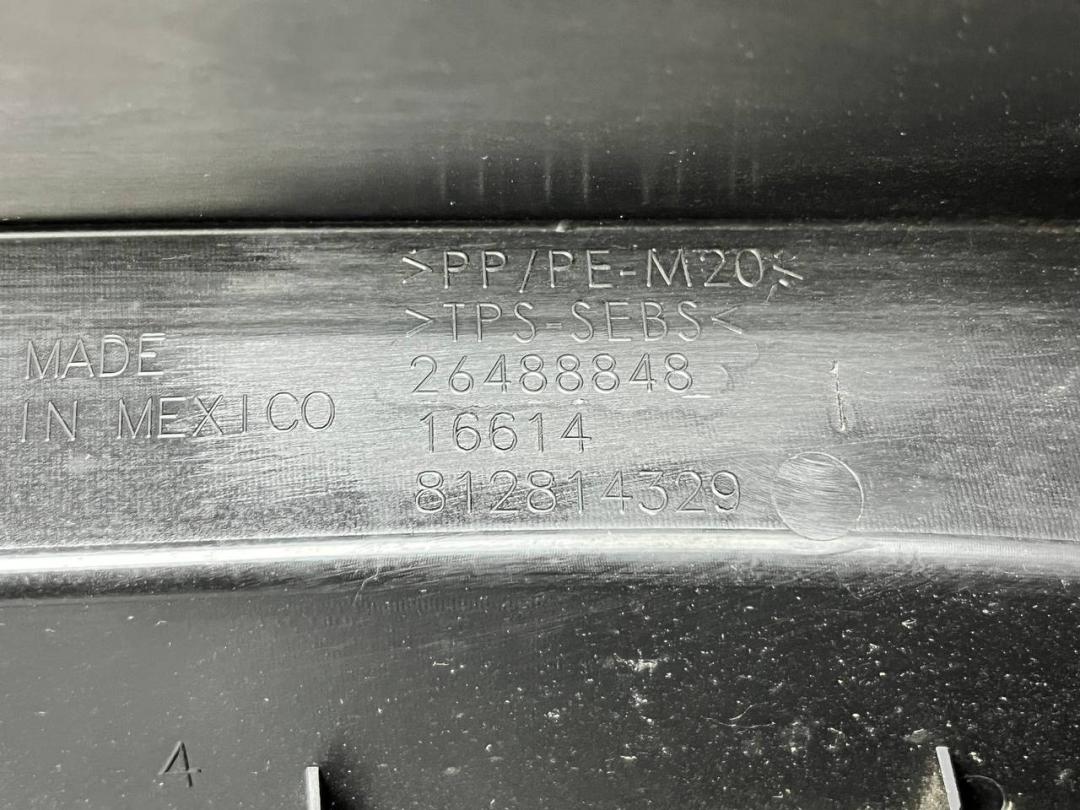 >PP/PE-M20<
>TPS-SEBS<
MADE
IN MEXICO
26488848
16614
812814329
4